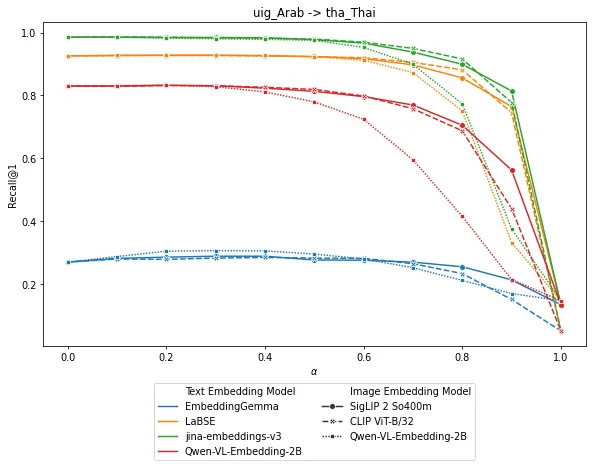 uig_Arab -> tha_Thai
Recall@1
1.0
0.8
0.6
0.4
0.2
0.0 0.2 0.4 0.6 0.8 1.0
α
Text Embedding Model Image Embedding Model
EmbeddingGemma SigLIP 2 So400m
LaBSE CLIP ViT-B/32
jina-embeddings-v3 Qwen-VL-Embedding-2B
Qwen-VL-Embedding-2B